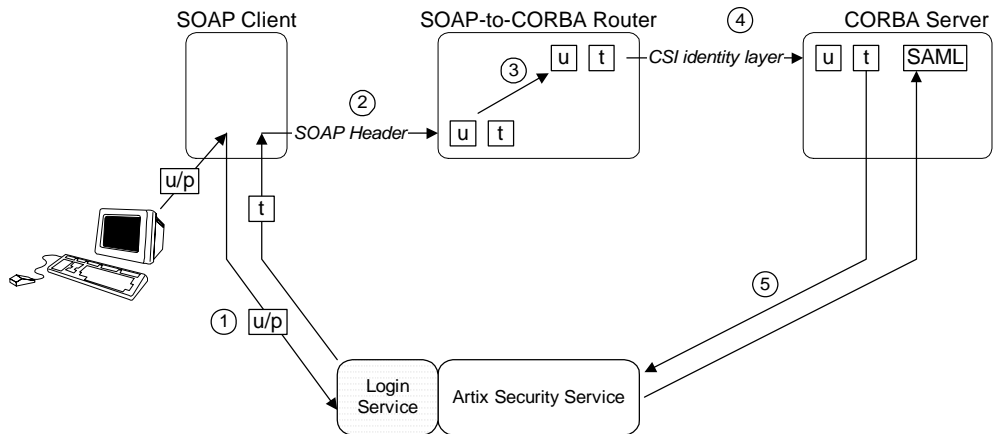 SOAP Client
SOAP-to-CORBA Router
4
CORBA Server
u t
CSI identity layer
u t SAML
3
2
SOAP Header
u t
u/p
t
5
1 u/p
Login
Service
Artix Security Service